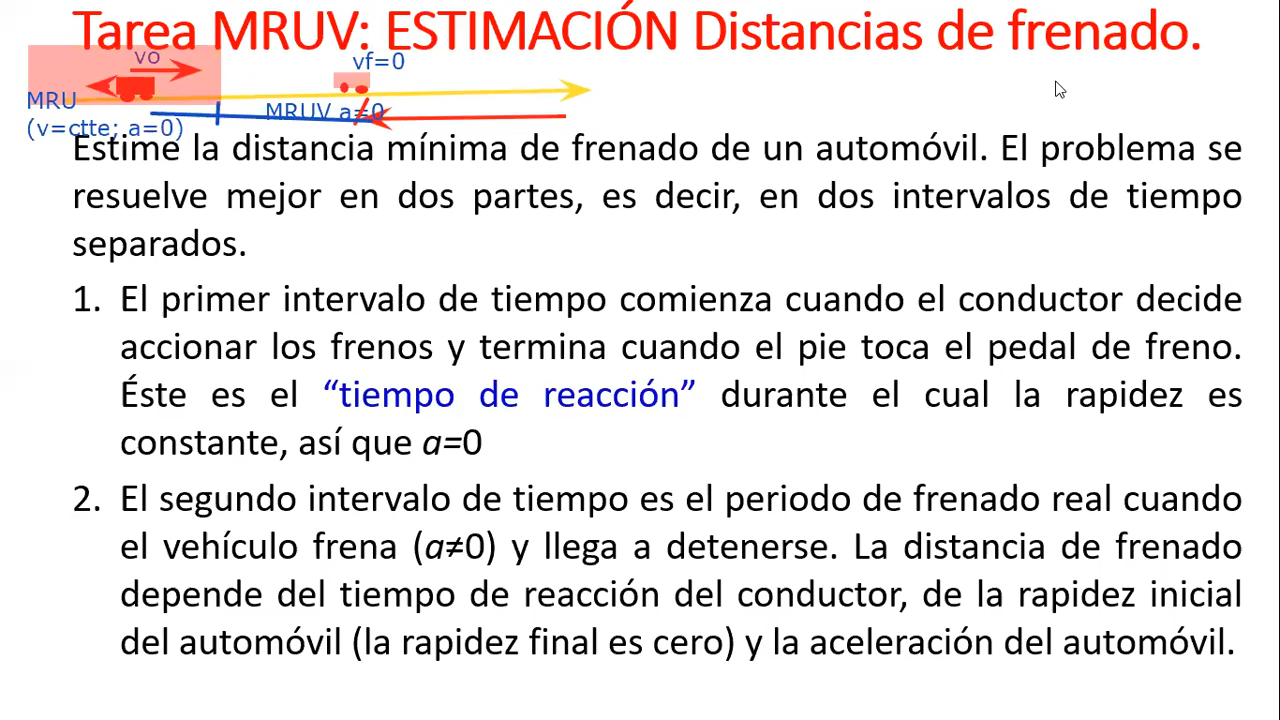 Tarea MRUV: ESTIMACIÓN Distancias de frenado.
vo
vf=0
MRU
(v=ctte; a=0)
MRUV a≠0
Estime la distancia mínima de frenado de un automóvil. El problema se
resuelve mejor en dos partes, es decir, en dos intervalos de tiempo
separados.
1. El primer intervalo de tiempo comienza cuando el conductor decide
accionar los frenos y termina cuando el pie toca el pedal de freno.
Éste es el “tiempo de reacción” durante el cual la rapidez es
constante, así que a=0
2. El segundo intervalo de tiempo es el periodo de frenado real cuando
el vehículo frena (a≠0) y llega a detenerse. La distancia de frenado
depende del tiempo de reacción del conductor, de la rapidez inicial
del automóvil (la rapidez final es cero) y la aceleración del automóvil.